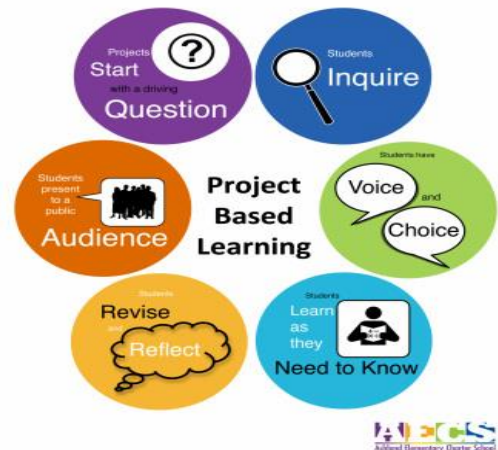 Projects
Start
?
with a driving
Question
Students
Inquire
Students have
Voice
and
Choice
Students
Learn
as
they
Need to Know
Students
Revise
and
Reflect
Students
present
to a
public
Audience
Project
Based
Learning
AECS
Ashland Elementary Charter School